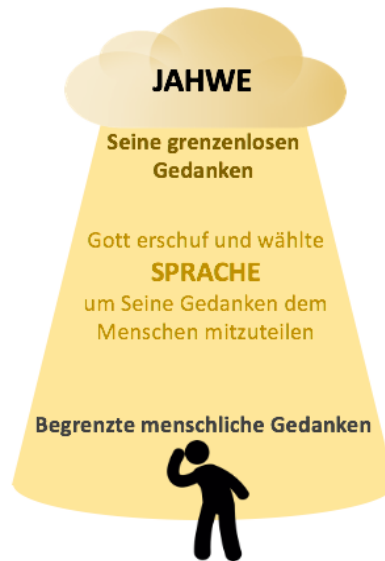 JAHWE
Seine grenzenlosen
Gedanken
Gott erschuf und wählte
SPRACHE
um Seine Gedanken dem
Menschen mitzuteilen
Begrenzte menschliche Gedanken